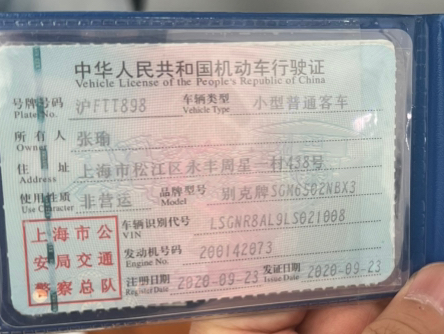 中华人民共和国机动车行驶证
Vehicle License of the People's Republic of China
号牌号码 沪FTT898 车辆类型 小型普通客车
Plate No. Vehicle Type
所有人 张瑜
Owner
住址 上海市松江区永丰周星一村438号
Address
使用性质 非营运 品牌型号 别克牌SGM6502NBX3
Use Character Model
上海市公
安局交通
警察总队
车辆识别代号 LSGNR8AL9LS021008
VIN
发动机号码 200142073
Engine No.
注册日期 2020-09-23 发证日期 2020-09-23
Register Date Issue Date